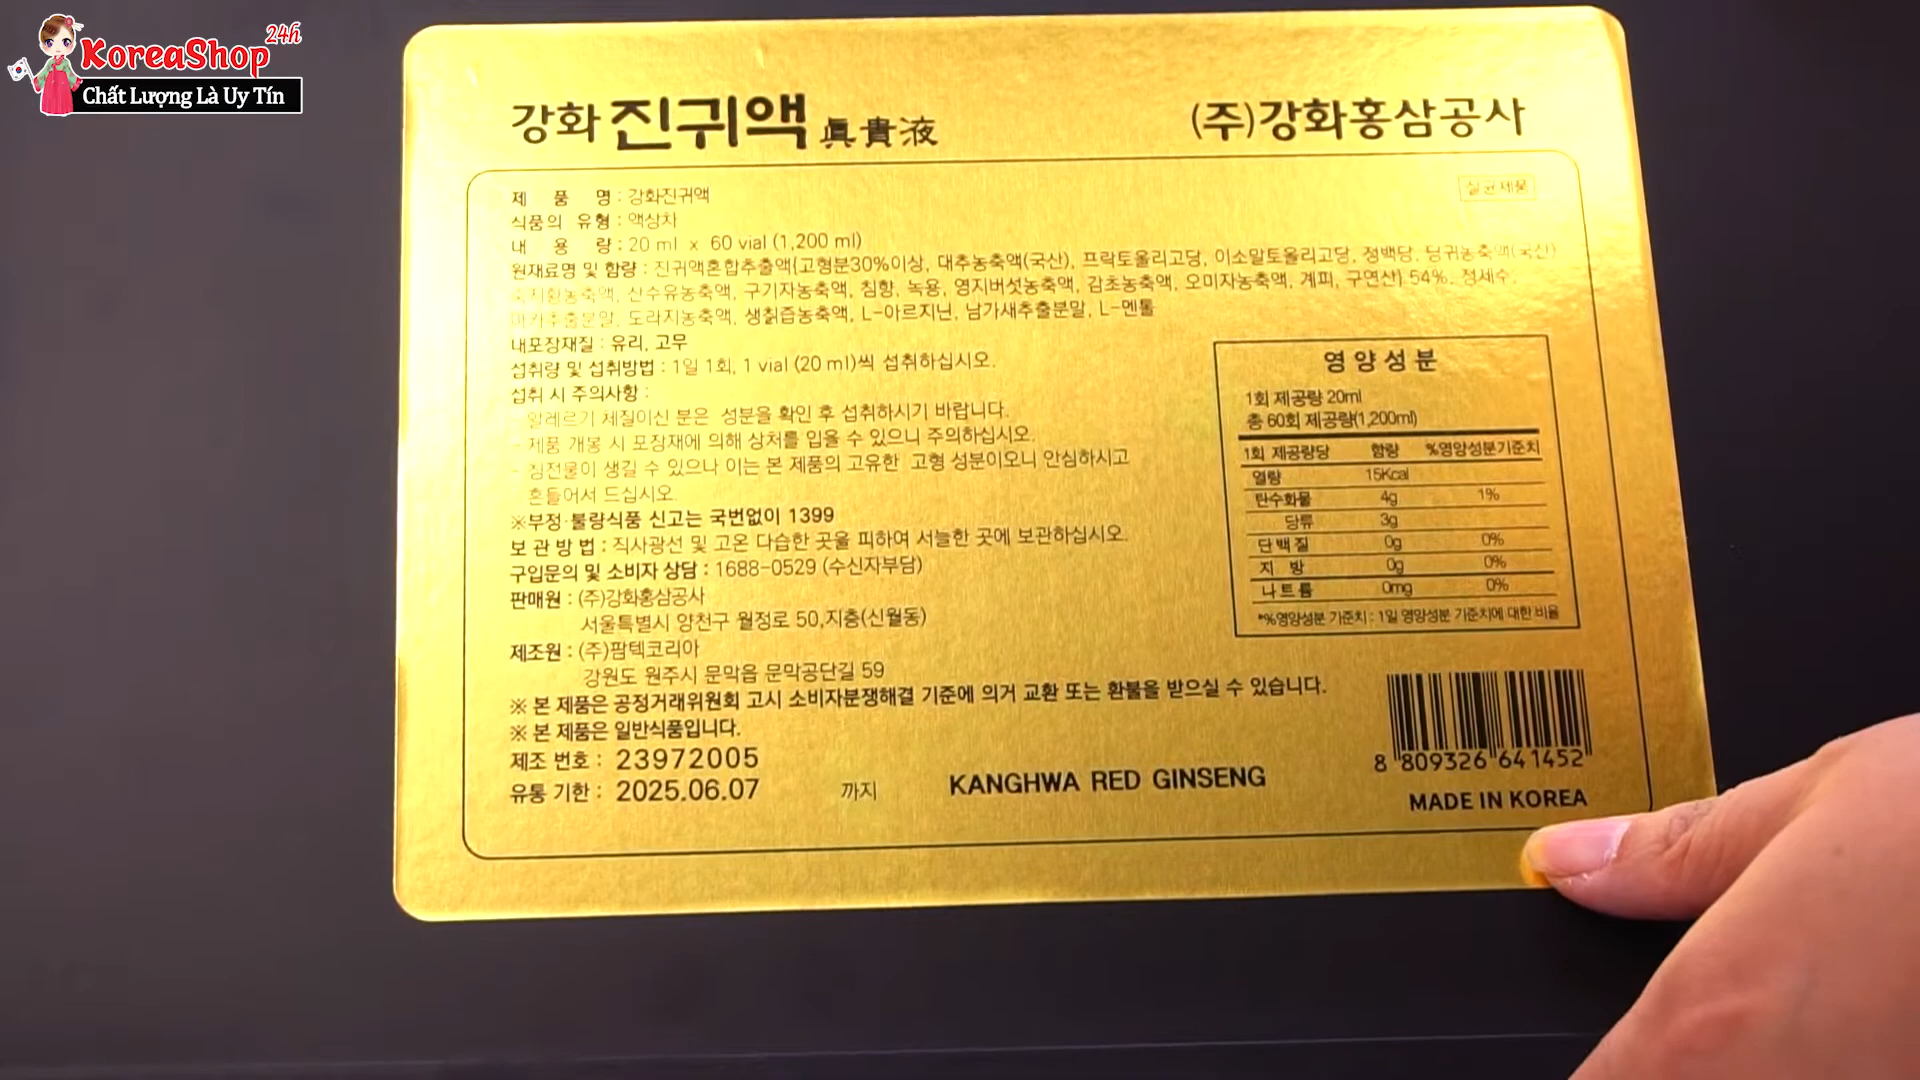 KoreaShop 24h
Chất Lượng Là Uy Tín
강화 진귀액 眞貴液
(주)강화홍삼공사
살균제품
제 품 명 : 강화진귀액
식품의 유형 : 액상차
내 용 량 : 20 ml x 60 vial (1,200 ml)
원재료명 및 함량 : 진귀액혼합추출액{고형분30%이상, 대추농축액(국산), 프락토올리고당, 이소말토올리고당, 정백당, 당귀농축액(국산)
숙지황농축액, 산수유농축액, 구기자농축액, 침향, 녹용, 영지버섯농축액, 감초농축액, 오미자농축액, 계피, 구연산} 54%, 정제수,
마카추출분말, 도라지농축액, 생칡즙농축액, L-아르지닌, 남가새추출분말, L-멘톨
내포장재질 : 유리, 고무
섭취량 및 섭취방법 : 1일 1회, 1 vial (20 ml)씩 섭취하십시오.
섭취 시 주의사항 :
- 알레르기 체질이신 분은 성분을 확인 후 섭취하시기 바랍니다.
- 제품 개봉 시 포장재에 의해 상처를 입을 수 있으니 주의하십시오.
- 침전물이 생길 수 있으나 이는 본 제품의 고유한 고형 성분이오니 안심하시고
흔들어서 드십시오.
※부정·불량식품 신고는 국번없이 1399
보 관 방 법 : 직사광선 및 고온 다습한 곳을 피하여 서늘한 곳에 보관하십시오.
구입문의 및 소비자 상담 : 1688-0529 (수신자부담)
판매원 : (주)강화홍삼공사
서울특별시 양천구 월정로 50,지층(신월동)
제조원 : (주)팜텍코리아
강원도 원주시 문막읍 문막공단길 59
※ 본 제품은 공정거래위원회 고시 소비자분쟁해결 기준에 의거 교환 또는 환불을 받으실 수 있습니다.
※ 본 제품은 일반식품입니다.
제조 번호 : 23972005
유통 기한 : 2025.06.07 까지
영 양 성 분
1회 제공량 20ml
총 60회 제공량(1,200ml)
1회 제공량당 함량 %영양성분기준치
열량 15Kcal
탄수화물 4g 1%
당류 3g
단 백 질 0g 0%
지 방 0g 0%
나 트 륨 0mg 0%
*%영양성분 기준치 : 1일 영양성분 기준치에 대한 비율
8 809326 641452
KANGHWA RED GINSENG
MADE IN KOREA